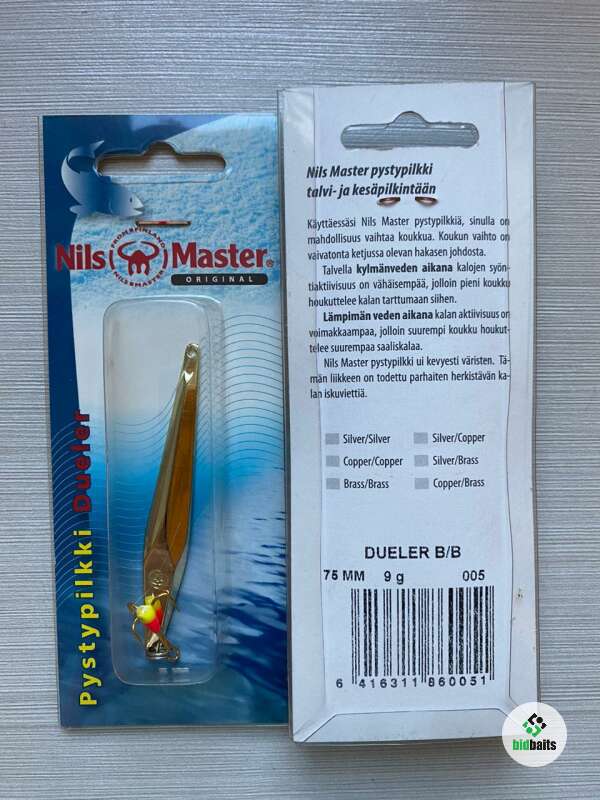 Nils Master®
FROM FINLAND
NILS MASTER
ORIGINAL
Pystypilkki Dueler
Nils Master pystypilkki
talvi- ja kesäpilkintään
Käyttäessäsi Nils Master pystypilkkiä, sinulla on
mahdollisuus vaihtaa koukkua. Koukun vaihto on
vaivatonta ketjussa olevan hakasen johdosta.
Talvella kylmänveden aikana kalojen syön-
tiaktiivisuus on vähäisempää, jolloin pieni koukku
houkuttelee kalan tarttumaan siihen.
Lämpimän veden aikana kalan aktiivisuus on
voimakkaampaa, jolloin suurempi koukku houkut-
telee suurempaa saaliskalaa.
Nils Master pystypilkki ui kevyesti väristen. Tä-
män liikkeen on todettu parhaiten herkistävän ka-
lan iskuviettiä.
Silver/Silver Silver/Copper
Copper/Copper Silver/Brass
Brass/Brass Copper/Brass
DUELER B/B
75 MM 9 g 005
6 416311 860051
bidbaits